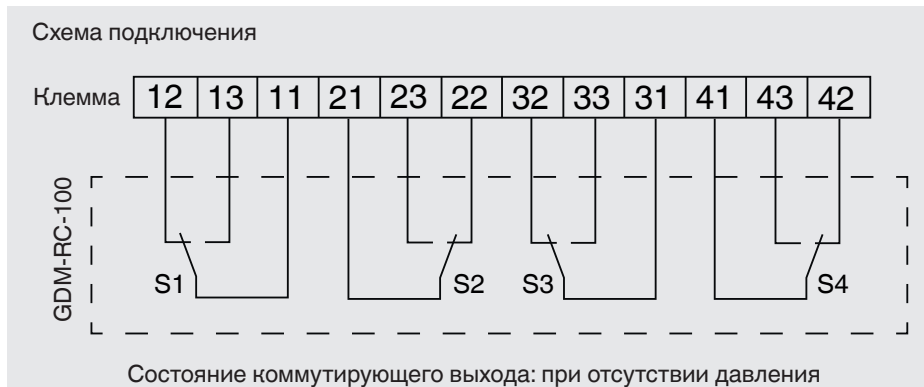 Схема подключения
Клемма 12 13 11 21 23 22 32 33 31 41 43 42
GDM-RC-100
S1 S2 S3 S4
Состояние коммутирующего выхода: при отсутствии давления